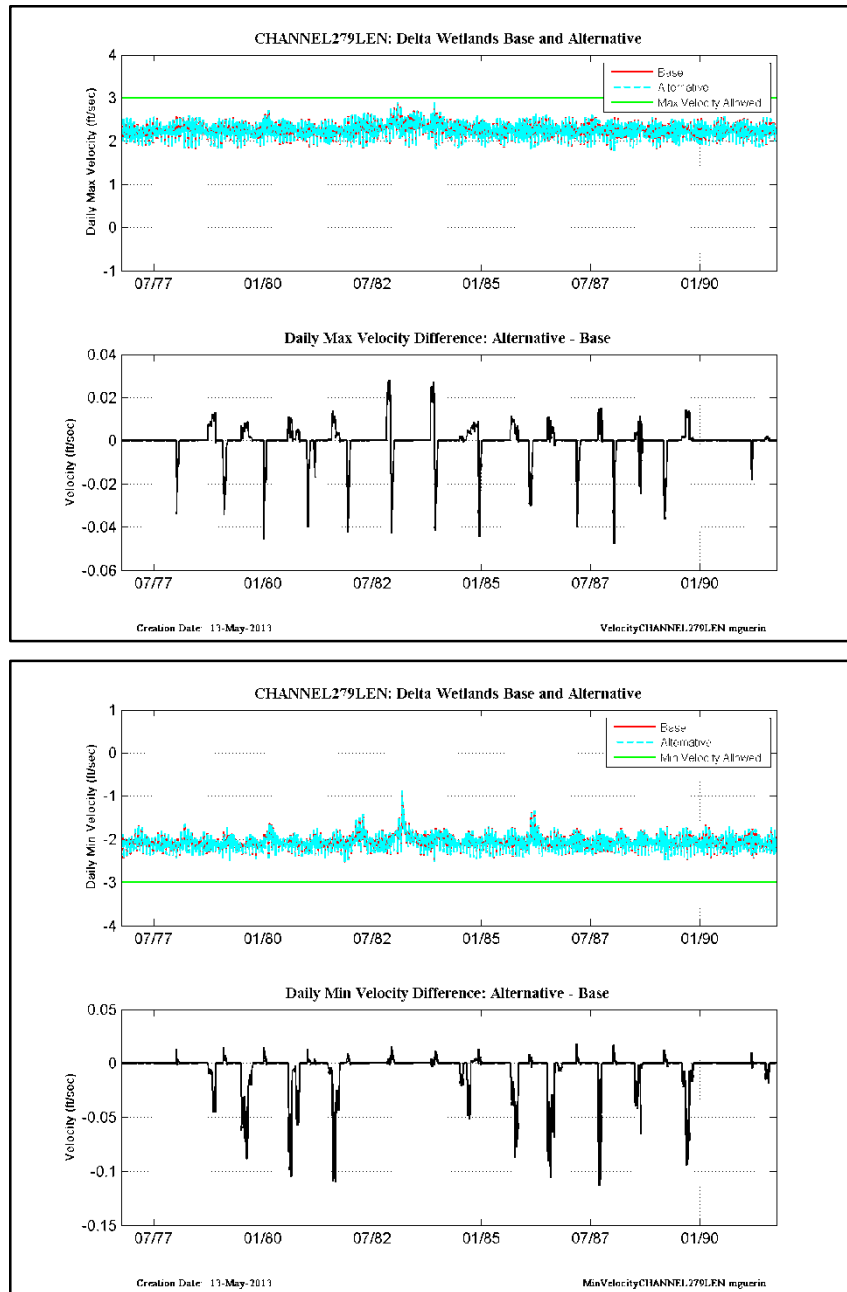 CHANNEL279LEN: Delta Wetlands Base and Alternative
4
3
2
1
0
-1
Daily Max Velocity (ft/sec)
Base
Alternative
Max Velocity Allowed
07/77 01/80 07/82 01/85 07/87 01/90
Daily Max Velocity Difference: Alternative - Base
0.04
0.02
0
-0.02
-0.04
-0.06
Velocity (ft/sec)
07/77 01/80 07/82 01/85 07/87 01/90
Creation Date: 13-May-2013 VelocityCHANNEL279LEN mguerin
CHANNEL279LEN: Delta Wetlands Base and Alternative
1
0
-1
-2
-3
-4
Daily Min Velocity (ft/sec)
Base
Alternative
Min Velocity Allowed
07/77 01/80 07/82 01/85 07/87 01/90
Daily Min Velocity Difference: Alternative - Base
0.05
0
-0.05
-0.1
-0.15
Velocity (ft/sec)
07/77 01/80 07/82 01/85 07/87 01/90
Creation Date: 13-May-2013 MinVelocityCHANNEL279LEN mguerin